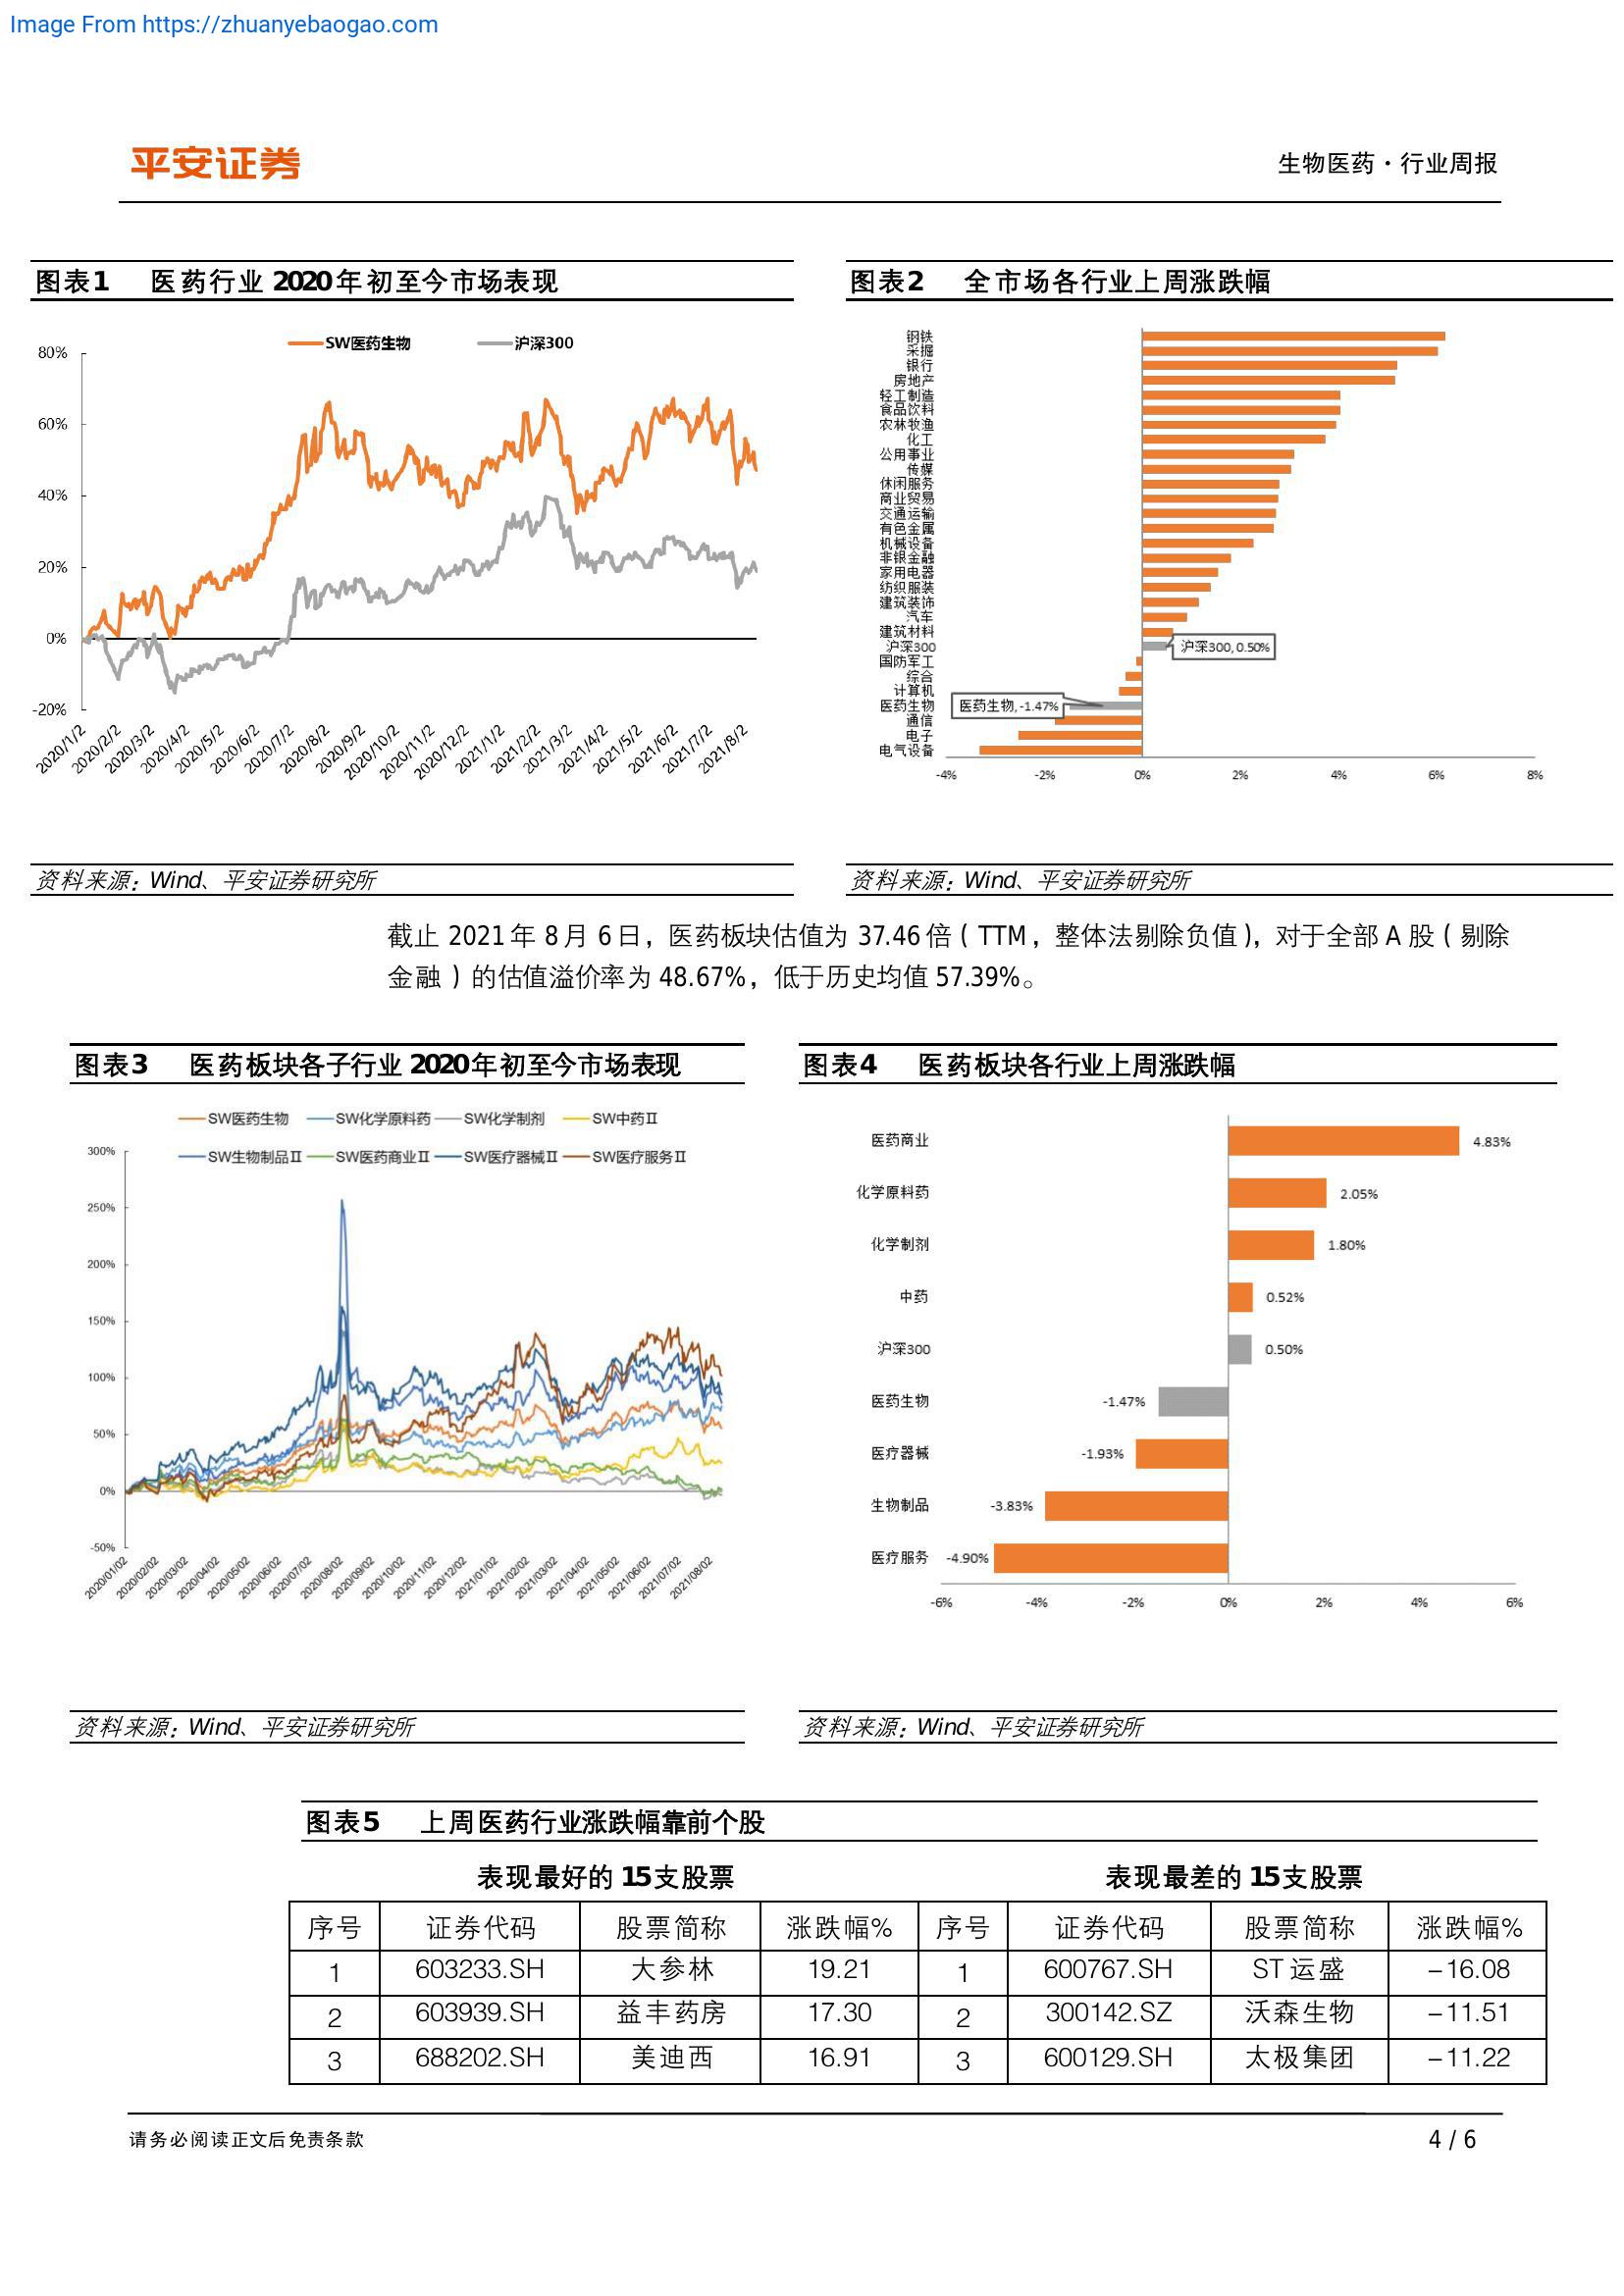 Image From https://zhuanyebaogao.com
平安证券
生物医药·行业周报
图表1 医药行业 2020年初至今市场表现
SW医药生物 沪深300
80%
60%
40%
20%
0%
-20%
2020/1/2 2020/2/2 2020/3/2 2020/4/2 2020/5/2 2020/6/2 2020/7/2 2020/8/2 2020/9/2 2020/10/2 2020/11/2 2020/12/2 2021/1/2 2021/2/2 2021/3/2 2021/4/2 2021/5/2 2021/6/2 2021/7/2 2021/8/2
资料来源：Wind、平安证券研究所
图表2 全市场各行业上周涨跌幅
钢铁
采掘
银行
房地产
轻工制造
食品饮料
农林牧渔
化工
公用事业
传媒
休闲服务
商业贸易
交通运输
有色金属
机械设备
非银金融
家用电器
纺织服装
建筑装饰
汽车
建筑材料
沪深300
沪深300, 0.50%
国防军工
综合
计算机
医药生物
医药生物, -1.47%
通信
电子
电气设备
-4% -2% 0% 2% 4% 6% 8%
资料来源：Wind、平安证券研究所
截止 2021年 8月 6日，医药板块估值为 37.46倍（TTM，整体法剔除负值），对于全部 A 股（剔除
金融）的估值溢价率为 48.67%，低于历史均值 57.39%。
图表3 医药板块各子行业 2020年初至今市场表现
SW医药生物 SW化学原料药 SW化学制剂 SW中药Ⅱ
SW生物制品Ⅱ SW医药商业Ⅱ SW医疗器械Ⅱ SW医疗服务Ⅱ
300%
250%
200%
150%
100%
50%
0%
-50%
2020/01/02 2020/02/02 2020/03/02 2020/04/02 2020/05/02 2020/06/02 2020/07/02 2020/08/02 2020/09/02 2020/10/02 2020/11/02 2020/12/02 2021/01/02 2021/02/02 2021/03/02 2021/04/02 2021/05/02 2021/06/02 2021/07/02 2021/08/02
资料来源：Wind、平安证券研究所
图表4 医药板块各行业上周涨跌幅
医药商业 4.83%
化学原料药 2.05%
化学制剂 1.80%
中药 0.52%
沪深300 0.50%
医药生物 -1.47%
医疗器械 -1.93%
生物制品 -3.83%
医疗服务 -4.90%
-6% -4% -2% 0% 2% 4% 6%
资料来源：Wind、平安证券研究所
图表5 上周医药行业涨跌幅靠前个股
表现最好的 15支股票 表现最差的 15支股票
序号 证券代码 股票简称 涨跌幅% 序号 证券代码 股票简称 涨跌幅%
1 603233.SH 大参林 19.21 1 600767.SH ST运盛 -16.08
2 603939.SH 益丰药房 17.30 2 300142.SZ 沃森生物 -11.51
3 688202.SH 美迪西 16.91 3 600129.SH 太极集团 -11.22
请务必阅读正文后免责条款
4 / 6